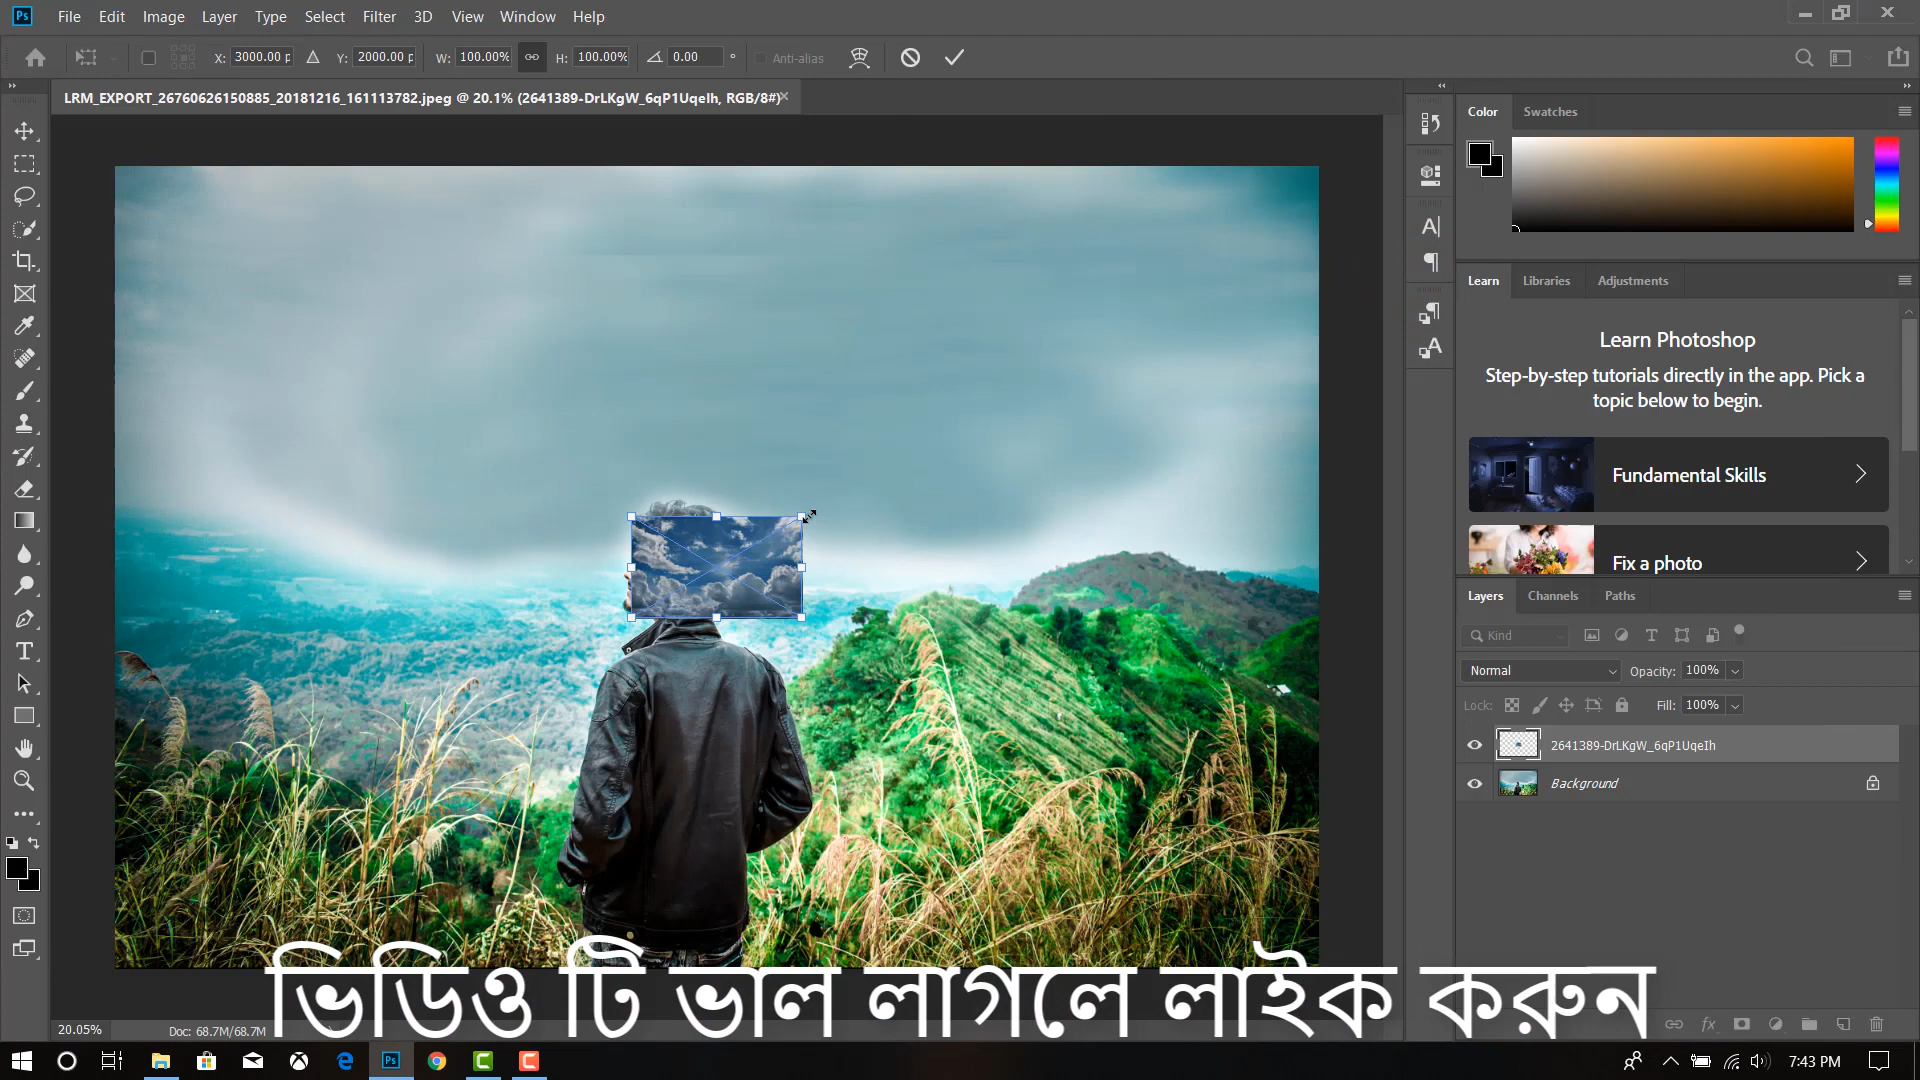 File Edit Image Layer Type Select Filter 3D View Window Help
X: 3000.00 p Y: 2000.00 p W: 100.00% H: 100.00% 0.00 ° Anti-alias
LRM_EXPORT_26760626150885_20181216_161113782.jpeg @ 20.1% (2641389-DrLKgW_6qP1UqeIh, RGB/8#)
Color Swatches
Learn Libraries Adjustments
Learn Photoshop
Step-by-step tutorials directly in the app. Pick a
topic below to begin.
Fundamental Skills
Fix a photo
Layers Channels Paths
Kind
Normal Opacity: 100%
Lock: Fill: 100%
2641389-DrLKgW_6qP1UqeIh
Background
ভিডিও টি ভাল লাগলে লাইক করুন
20.05% Doc: 68.7M/68.7M
7:43 PM